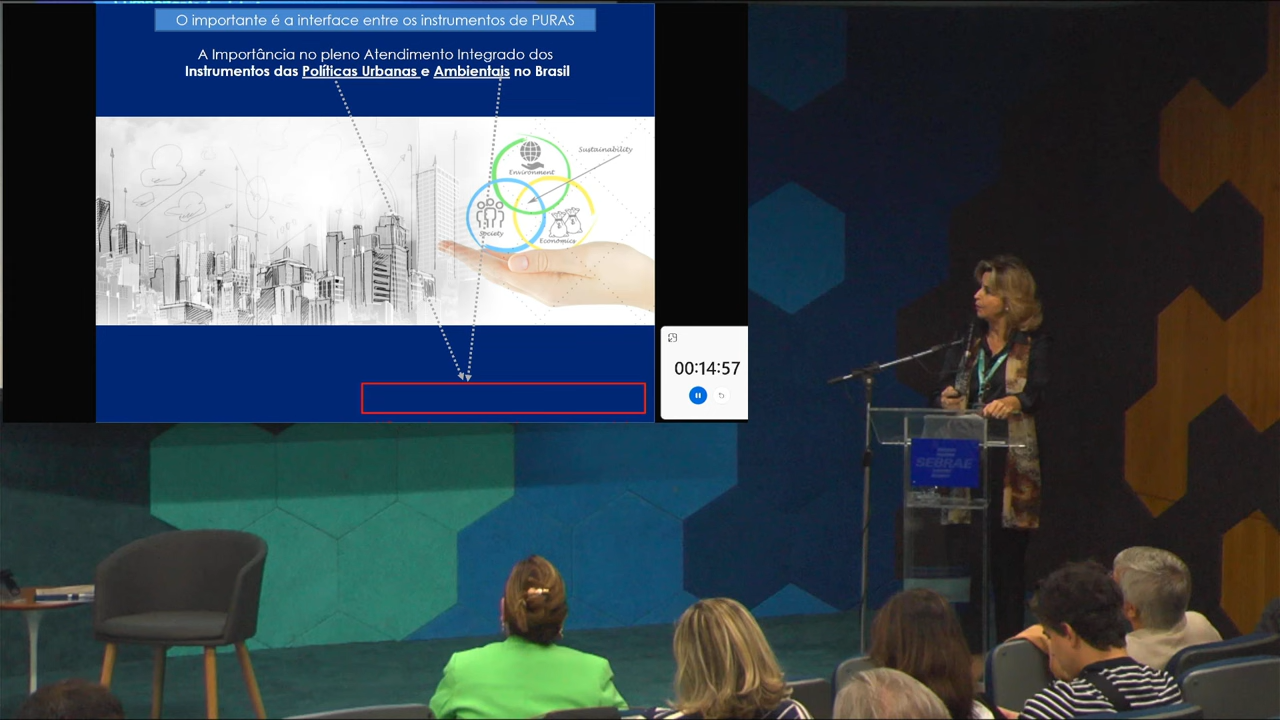 O importante é a interface entre os instrumentos de PURAS
A Importância no pleno Atendimento Integrado dos
Instrumentos das Políticas Urbanas e Ambientais no Brasil
Sustainability
Environment
Society
Economics
00:14:57
SEBRAE